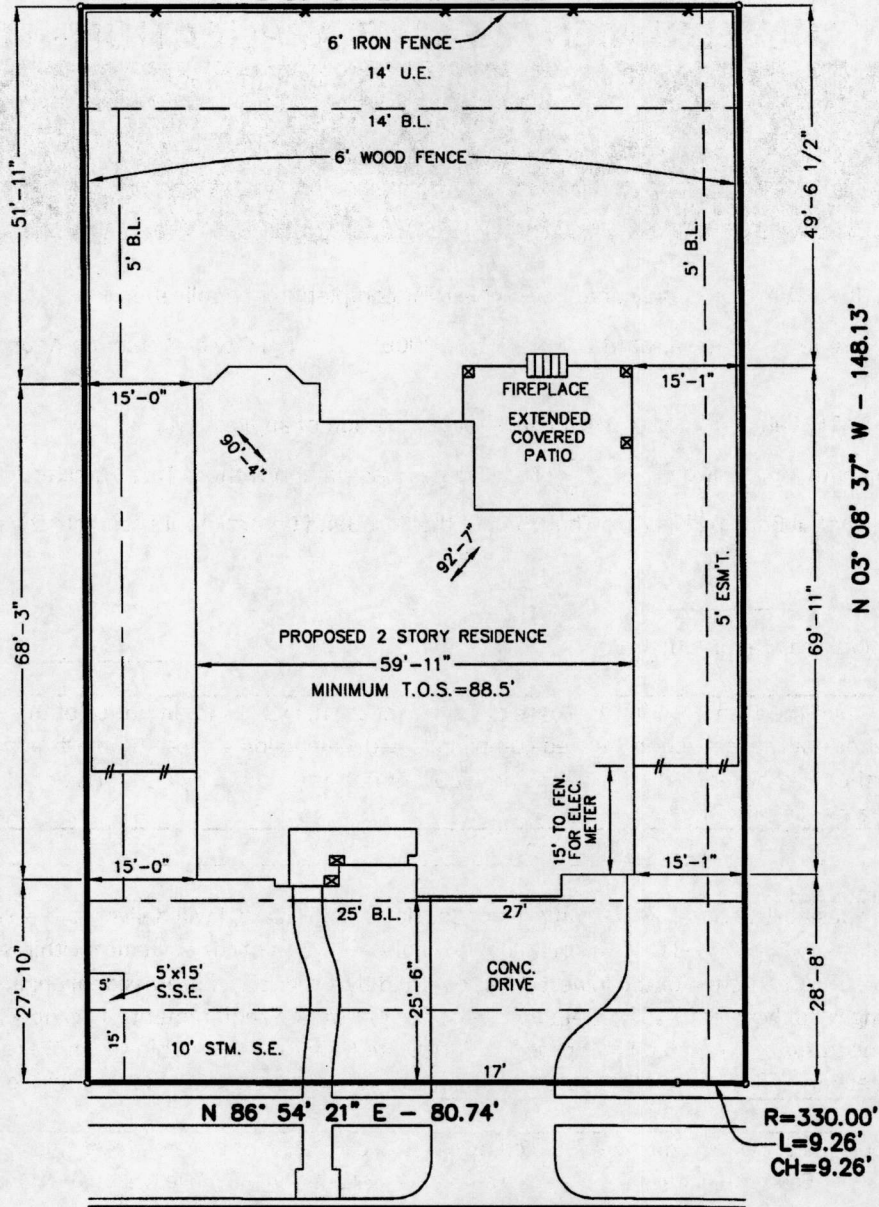 6' IRON FENCE
14' U.E.
14' B.L.
6' WOOD FENCE
51'-11"
49'-6 1/2"
5' B.L.
5' B.L.
N 03° 08' 37" W - 148.13'
15'-0"
FIREPLACE
15'-1"
EXTENDED
COVERED
PATIO
90'-4"
92'-7"
5' ESM'T.
68'-3"
69'-11"
PROPOSED 2 STORY RESIDENCE
59'-11"
MINIMUM T.O.S.=88.5'
15' TO FEN.
FOR ELEC.
METER
15'-0"
15'-1"
25' B.L.
27'
27'-10"
5'
5'x15'
S.S.E.
15'
25'-6"
CONC.
DRIVE
28'-8"
10' STM. S.E.
17'
N 86° 54' 21" E - 80.74'
R=330.00'
L=9.26'
CH=9.26'